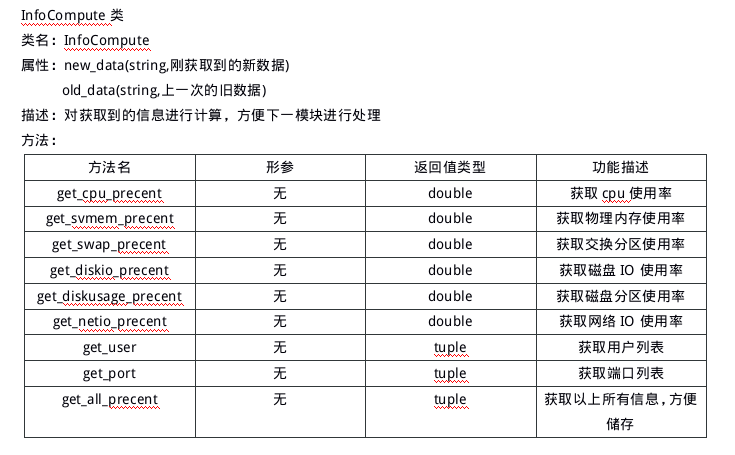 InfoCompute 类
类名：InfoCompute
属性：new_data(string,刚获取到的新数据)
old_data(string,上一次的旧数据)
描述：对获取到的信息进行计算，方便下一模块进行处理
方法：
方法名 形参 返回值类型 功能描述
get_cpu_precent 无 double 获取 cpu 使用率
get_svmem_precent 无 double 获取物理内存使用率
get_swap_precent 无 double 获取交换分区使用率
get_diskio_precent 无 double 获取磁盘 IO 使用率
get_diskusage_precent 无 double 获取磁盘分区使用率
get_netio_precent 无 double 获取网络 IO 使用率
get_user 无 tuple 获取用户列表
get_port 无 tuple 获取端口列表
get_all_precent 无 tuple 获取以上所有信息，方便
储存